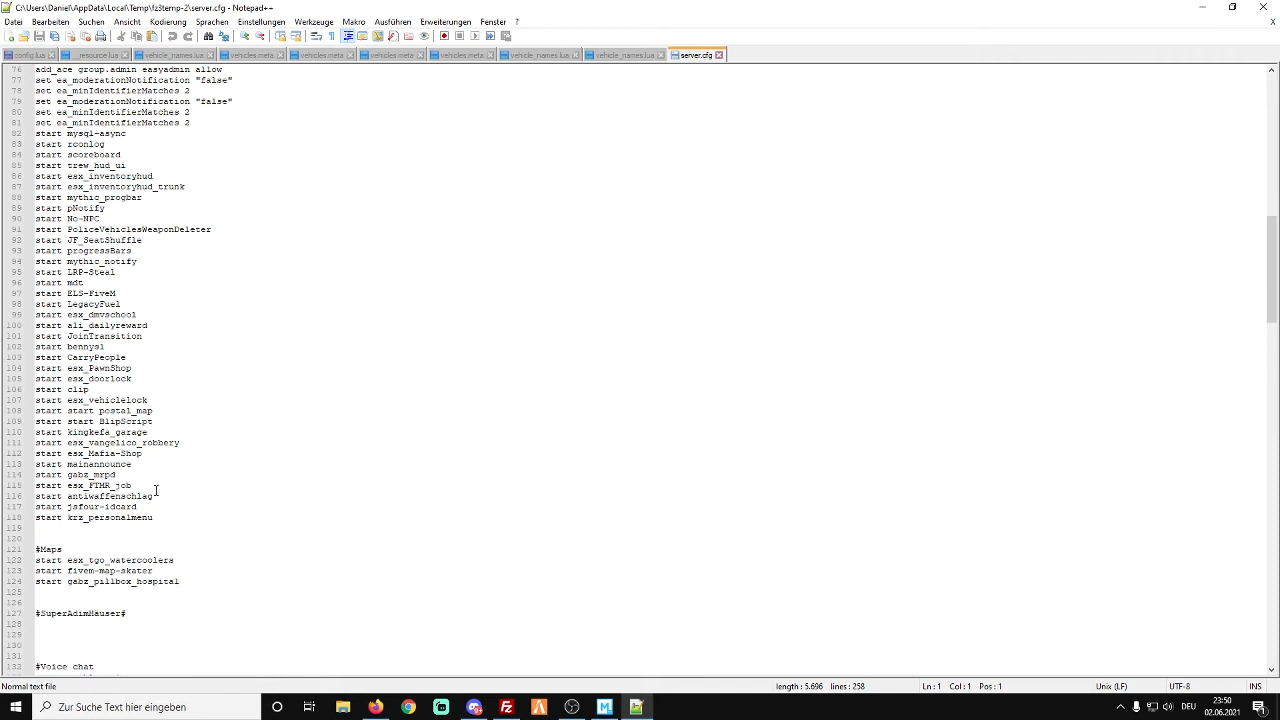 C:\Users\Daniel\AppData\Local\Temp\fz3temp-2\server.cfg - Notepad++
Datei Bearbeiten Suchen Ansicht Kodierung Sprachen Einstellungen Werkzeuge Makro Ausführen Erweiterungen Fenster ?
config.lua __resource.lua vehicle_names.lua vehicles.meta vehicles.meta vehicles.meta vehicles.meta vehicle_names.lua vehicle_names.lua server.cfg
76 add_ace group.admin easyadmin allow
77 set ea_moderationNotification "false"
78 set ea_minIdentifierMatches 2
79 set ea_moderationNotification "false"
80 set ea_minIdentifierMatches 2
81 set ea_minIdentifierMatches 2
82 start mysql-async
83 start rconlog
84 start scoreboard
85 start trew_hud_ui
86 start esx_inventoryhud
87 start esx_inventoryhud_trunk
88 start mythic_progbar
89 start pNotify
90 start No-NPC
91 start PoliceVehiclesWeaponDeleter
92 start JF_SeatShuffle
93 start progressBars
94 start mythic_notify
95 start LRP-Steal
96 start mdt
97 start ELS-FiveM
98 start LegacyFuel
99 start esx_dmvschool
100 start ali_dailyreward
101 start JoinTransition
102 start bennys1
103 start CarryPeople
104 start esx_PawnShop
105 start esx_doorlock
106 start clip
107 start esx_vehiclelock
108 start start postal_map
109 start start BlipScript
110 start kingkefa_garage
111 start esx_vangelico_robbery
112 start esx_Mafia-Shop
113 start mainannounce
114 start gabz_mrpd
115 start esx_FTMR_job
116 start antiwaffenschlag
117 start jsfour-idcard
118 start krz_personalmenu
119
120
121 #Maps
122 start esx_tgo_watercoolers
123 start fivem-map-skater
124 start gabz_pillbox_hospital
125
126
127 #SuperAdimHäuser#
128
129
130
131
132 #Voice chat
Normal text file length : 5.696 lines : 258 Ln : 1 Col : 1 Pos : 1 Unix (LF) UTF-8 INS
Zur Suche Text hier eingeben DEU 23:50
02.06.2021